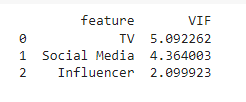 feature VIF
0 TV 5.092262
1 Social Media 4.364003
2 Influencer 2.099923